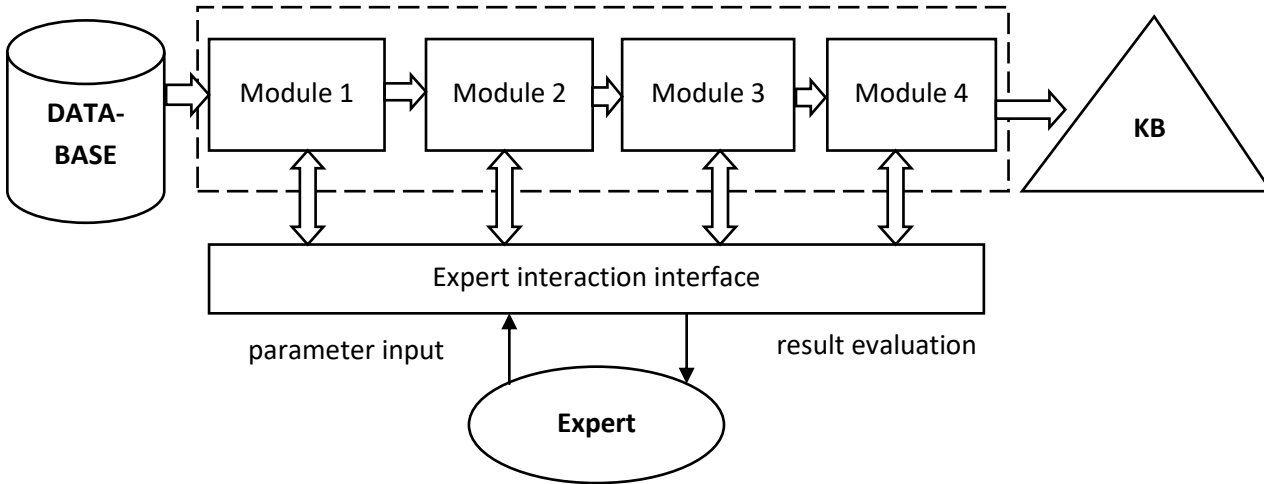 DATA-
BASE
Module 1
Module 2
Module 3
Module 4
KB
Expert interaction interface
parameter input
result evaluation
Expert